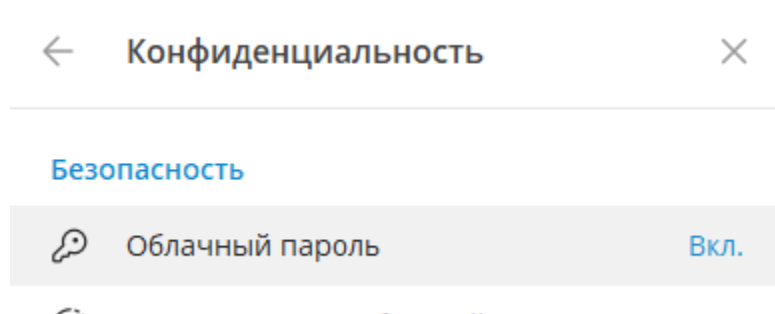 Конфиденциальность
Безопасность
Облачный пароль Вкл.